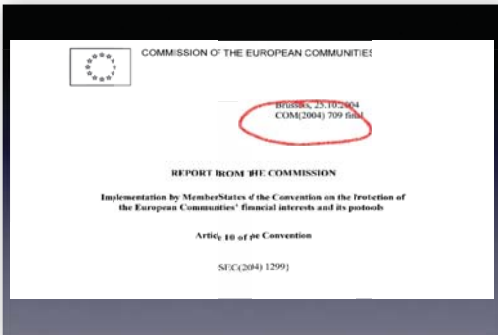 COMMISSION OF THE EUROPEAN COMMUNITIES
Brussels, 25.10.2004
COM(2004) 709 final
REPORT FROM THE COMMISSION
Implementation by Member States of the Convention on the Protection of
the European Communities' financial interests and its protocols
Article 10 of the Convention
SEC(2004) 1299}